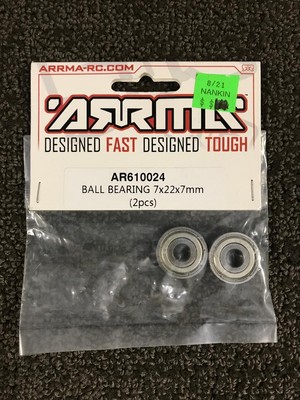 ARRMA-RC.COM
8/21
NANKIN
$
ARRMA
DESIGNED FAST DESIGNED TOUGH
AR610024
BALL BEARING 7x22x7mm
(2pcs)